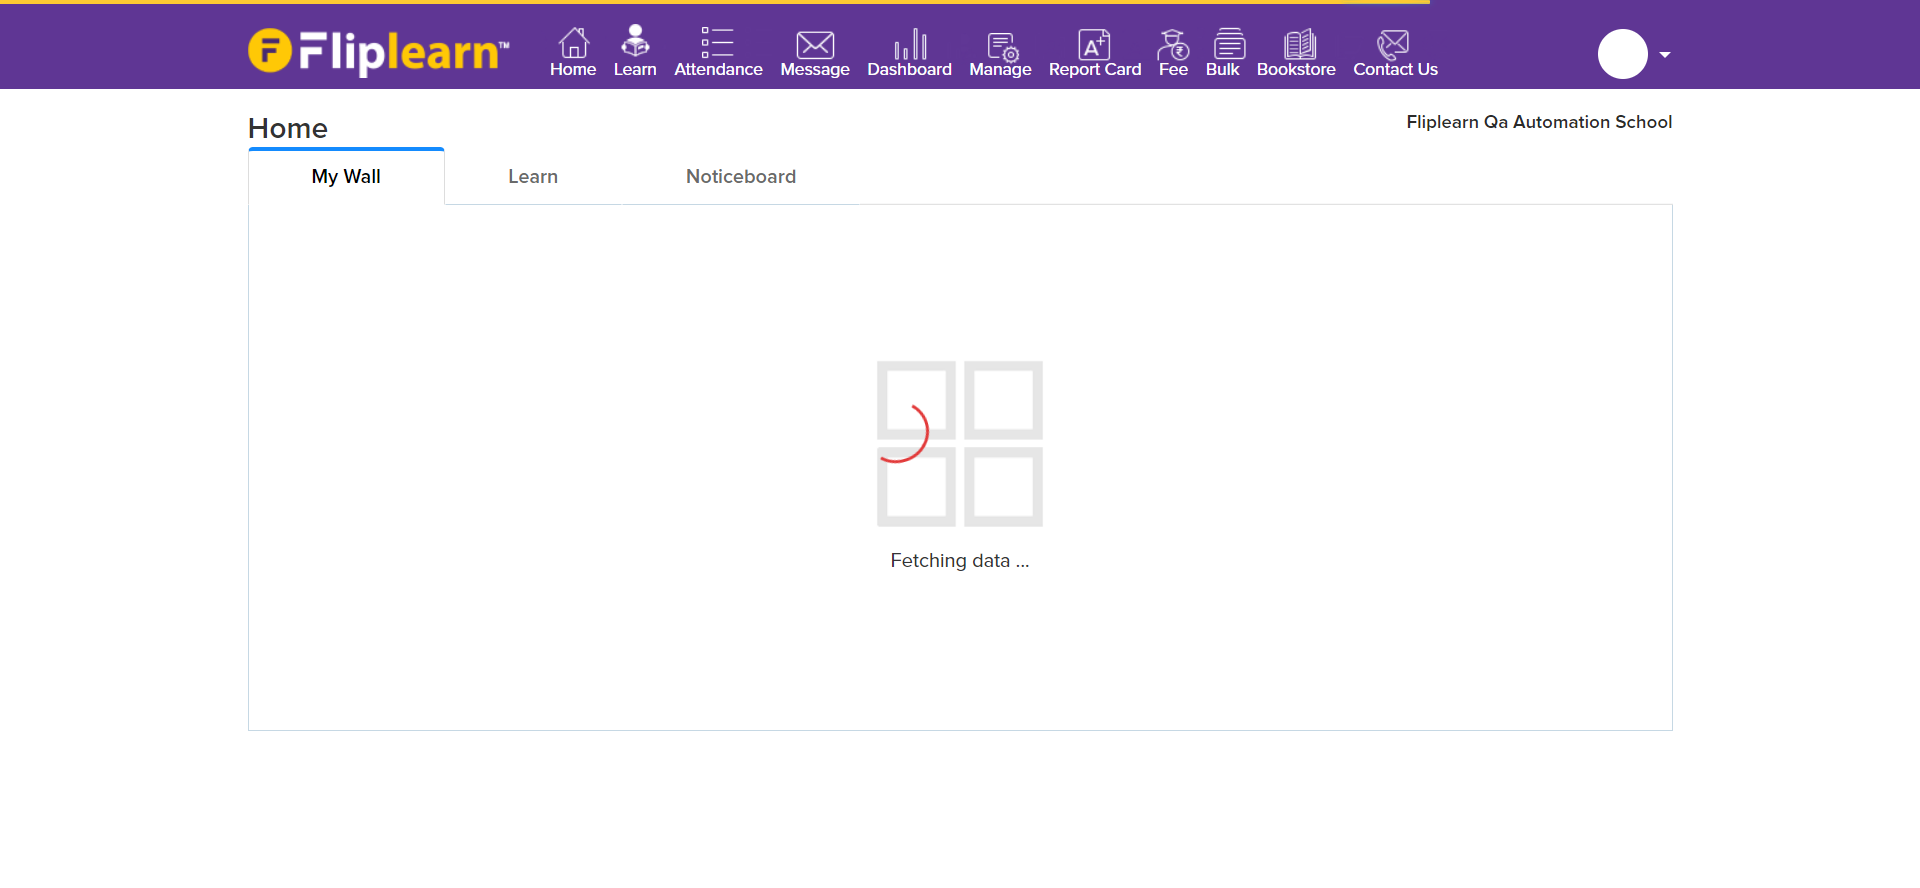 Fliplearn™
Home Learn Attendance Message Dashboard Manage Report Card Fee Bulk Bookstore Contact Us
Home
Fliplearn Qa Automation School
My Wall Learn Noticeboard
Fetching data ...